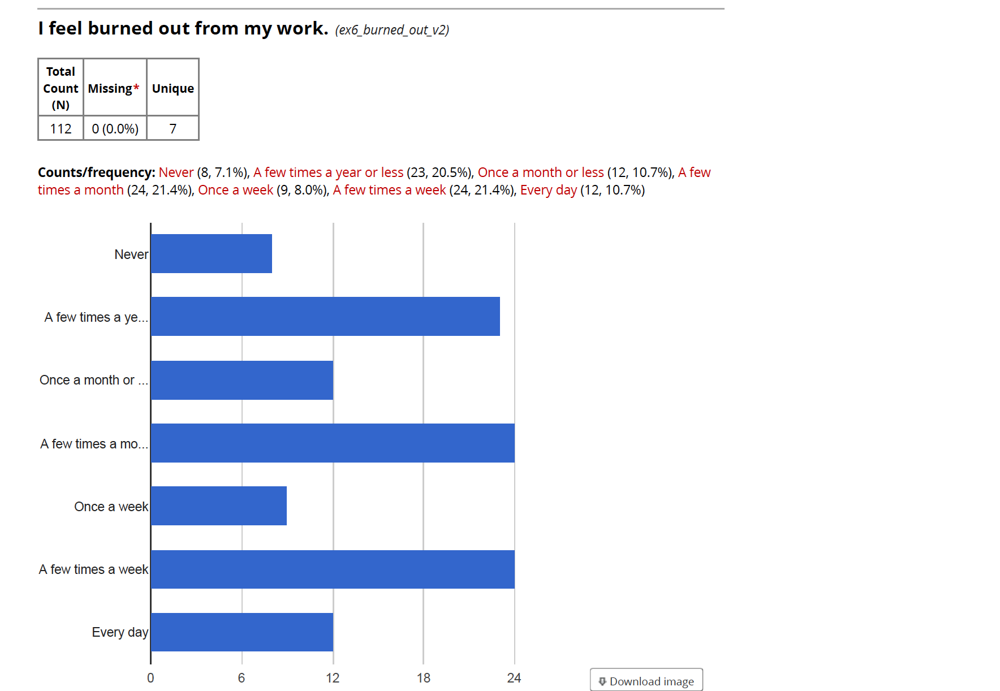 I feel burned out from my work. (ex6_burned_out_v2)
Total
Count
(N)
Missing*
Unique
112
0 (0.0%)
7
Counts/frequency: Never (8, 7.1%), A few times a year or less (23, 20.5%), Once a month or less (12, 10.7%), A few
times a month (24, 21.4%), Once a week (9, 8.0%), A few times a week (24, 21.4%), Every day (12, 10.7%)
Never
A few times a ye...
Once a month or ...
A few times a mo...
Once a week
A few times a week
Every day
0 6 12 18 24
Download image